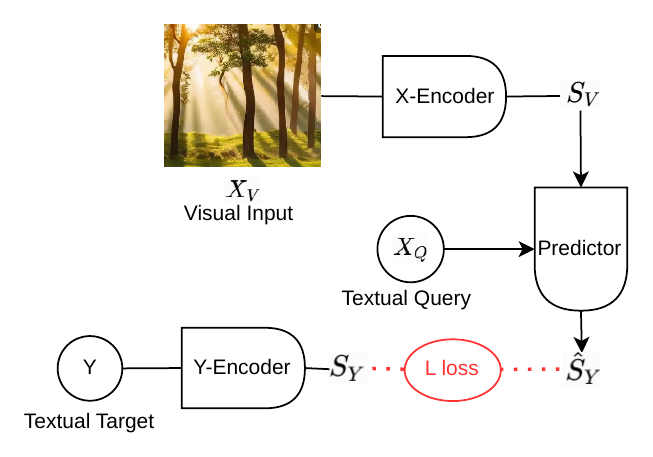 X-Encoder
S_V
X_V
Visual Input
X_Q
Predictor
Textual Query
Y
Y-Encoder
S_Y
L loss
Ŝ_Y
Textual Target